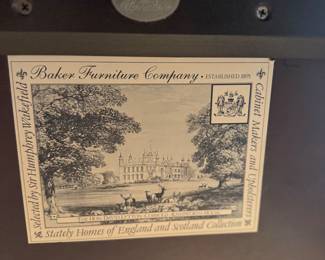 Baker Furniture Company · ESTABLISHED 1891
Selected by Sir Humphrey Wakefield
Cabinet Makers and Upholsterers
Stately Homes of England and Scotland Collection